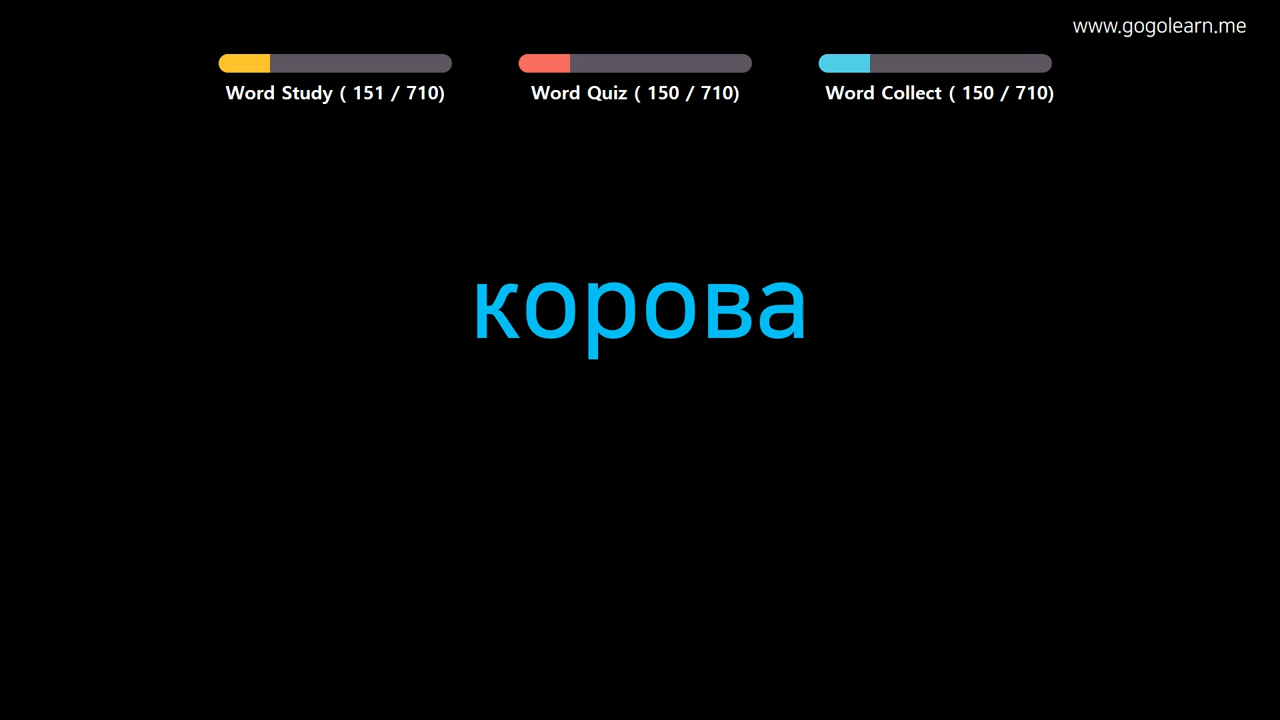 www.gogolearn.me
Word Study ( 151 / 710)
Word Quiz ( 150 / 710)
Word Collect ( 150 / 710)
корова